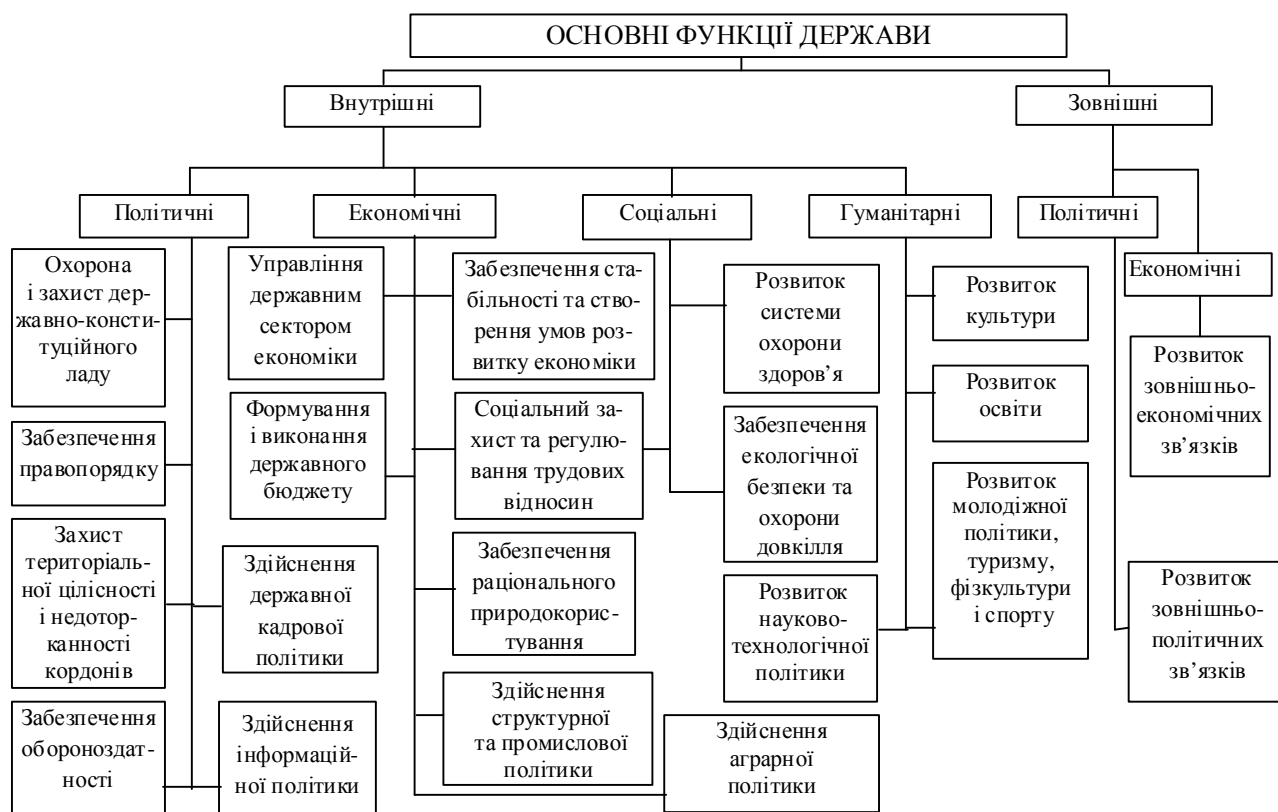 ОСНОВНІ ФУНКЦІЇ ДЕРЖАВИ
Внутрішні
Зовнішні
Політичні
Економічні
Соціальні
Гуманітарні
Політичні
Економічні
Охорона
і захист дер-
жавно-консти-
туційного
ладу
Забезпечення
правопорядку
Захист
територіаль-
ної цілісності
і недотор-
канності
кордонів
Забезпечення
обороноздат-
ності
Здійснення
державної
кадрової
політики
Здійснення
інформацій-
ної політики
Управління
державним
сектором
економіки
Формування
і виконання
державного
бюджету
Забезпечення ста-
більності та ство-
рення умов роз-
витку економіки
Соціальний за-
хист та регулю-
вання трудових
відносин
Забезпечення
раціонального
природокорис-
тування
Здійснення
структурної
та промислової
політики
Здійснення
аграрної
політики
Розвиток
системи
охорони
здоров’я
Забезпечення
екологічної
безпеки та
охорони
довкілля
Розвиток
науково-
технологічної
політики
Розвиток
культури
Розвиток
освіти
Розвиток
молодіжної
політики,
туризму,
фізкультури
і спорту
Розвиток
зовнішньо-
економічних
зв’язків
Розвиток
зовнішньо-
політичних
зв’язків